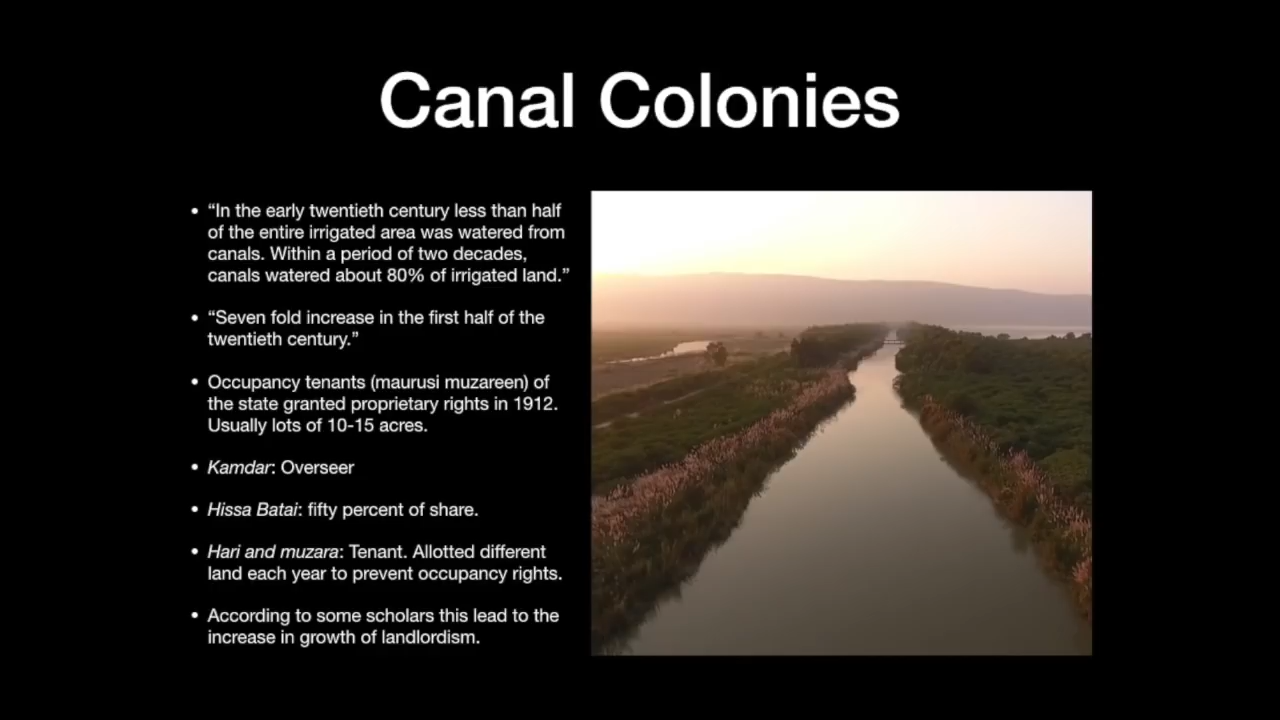 Canal Colonies
• “In the early twentieth century less than half
of the entire irrigated area was watered from
canals. Within a period of two decades,
canals watered about 80% of irrigated land.”
• “Seven fold increase in the first half of the
twentieth century.”
• Occupancy tenants (maurusi muzareen) of
the state granted proprietary rights in 1912.
Usually lots of 10-15 acres.
• Kamdar: Overseer
• Hissa Batai: fifty percent of share.
• Hari and muzara: Tenant. Allotted different
land each year to prevent occupancy rights.
• According to some scholars this lead to the
increase in growth of landlordism.